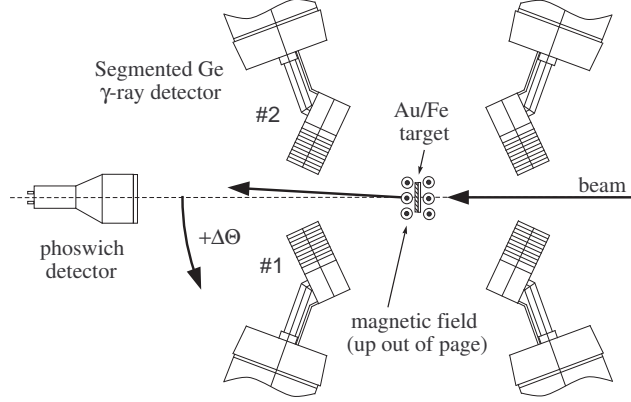 Segmented Ge
γ-ray detector
#2
Au/Fe
target
beam
phoswich
detector
+ΔΘ
#1
magnetic field
(up out of page)